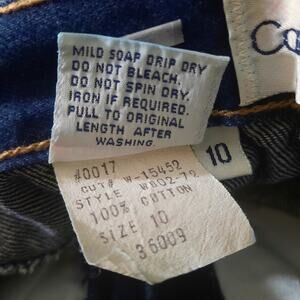 MILD SOAP DRIP DRY
DO NOT BLEACH.
DO NOT SPIN DRY.
IRON IF REQUIRED.
PULL TO ORIGINAL
LENGTH AFTER
WASHING.
10
#0017
CUT# W-15452
STYLE W802-72
100% COTTON
SIZE 10
36009